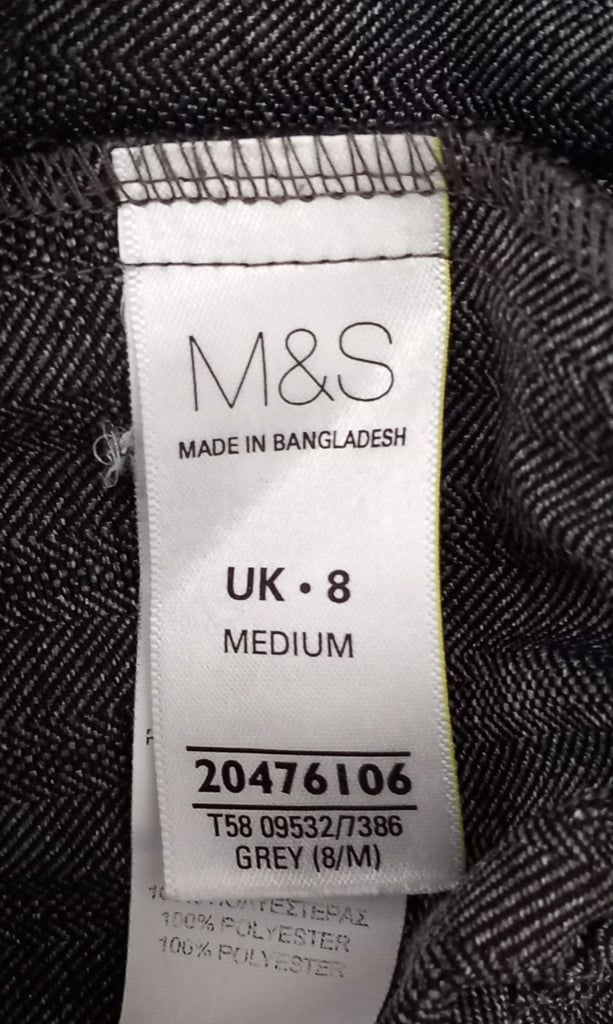 M&S
MADE IN BANGLADESH
UK • 8
MEDIUM
20476106
T58 09532/7386
GREY (8/M)
100% POLYESTER
100% POLYESTER